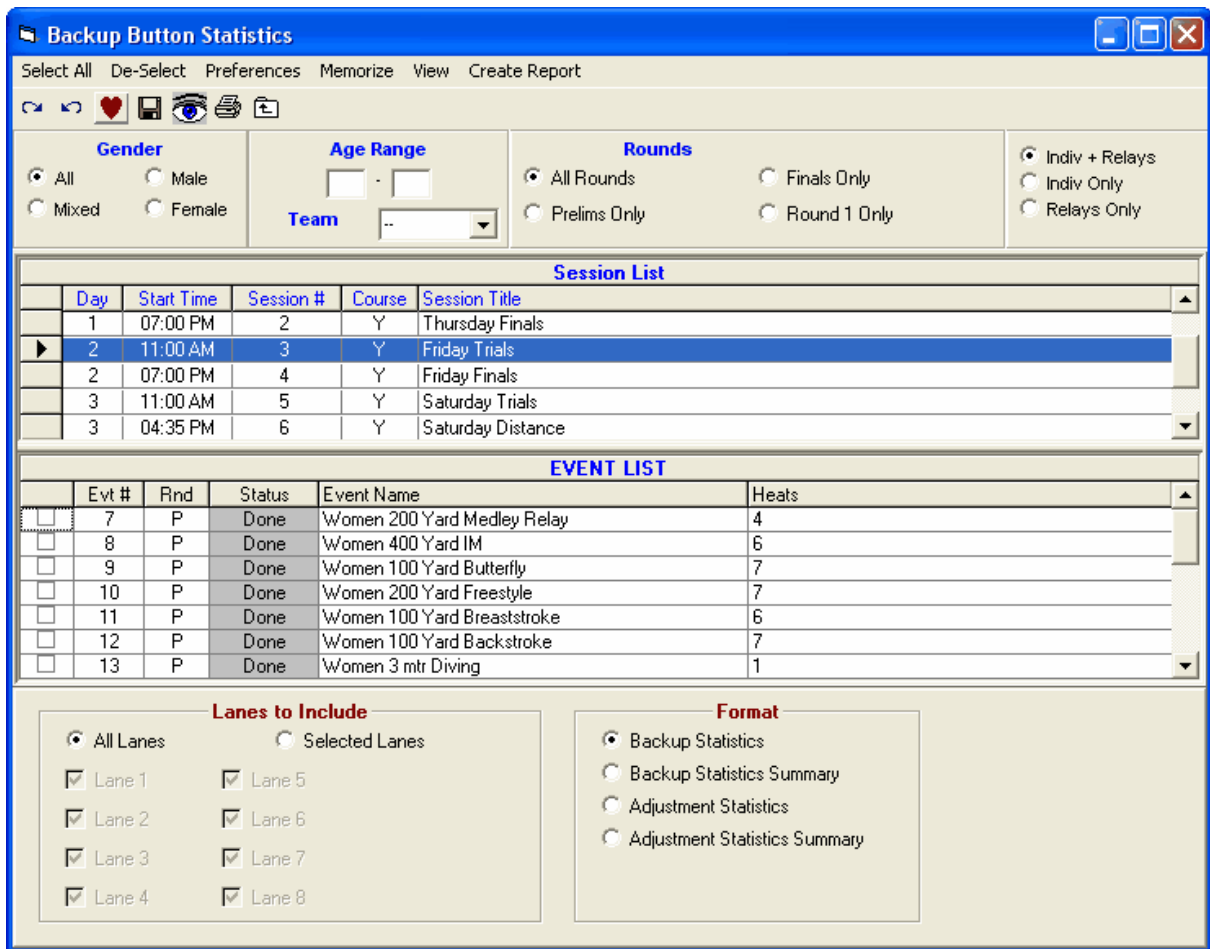 Backup Button Statistics
Select All De-Select Preferences Memorize View Create Report
Gender Age Range Rounds
All Male - All Rounds Finals Only Indiv + Relays
Indiv Only
Mixed Female Team -- Prelims Only Round 1 Only Relays Only
Session List
Day Start Time Session # Course Session Title
1 07:00 PM 2 Y Thursday Finals
2 11:00 AM 3 Y Friday Trials
2 07:00 PM 4 Y Friday Finals
3 11:00 AM 5 Y Saturday Trials
3 04:35 PM 6 Y Saturday Distance
EVENT LIST
Evt # Rnd Status Event Name Heats
7 P Done Women 200 Yard Medley Relay 4
8 P Done Women 400 Yard IM 6
9 P Done Women 100 Yard Butterfly 7
10 P Done Women 200 Yard Freestyle 7
11 P Done Women 100 Yard Breaststroke 6
12 P Done Women 100 Yard Backstroke 7
13 P Done Women 3 mtr Diving 1
Lanes to Include Format
All Lanes Selected Lanes Backup Statistics
Lane 1 Lane 5 Backup Statistics Summary
Lane 2 Lane 6 Adjustment Statistics
Lane 3 Lane 7 Adjustment Statistics Summary
Lane 4 Lane 8